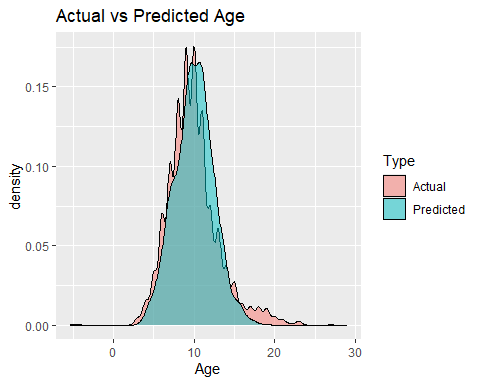 Actual vs Predicted Age
0.15
0.10
0.05
0.00
density
0
10
20
30
Age
Type
Actual
Predicted